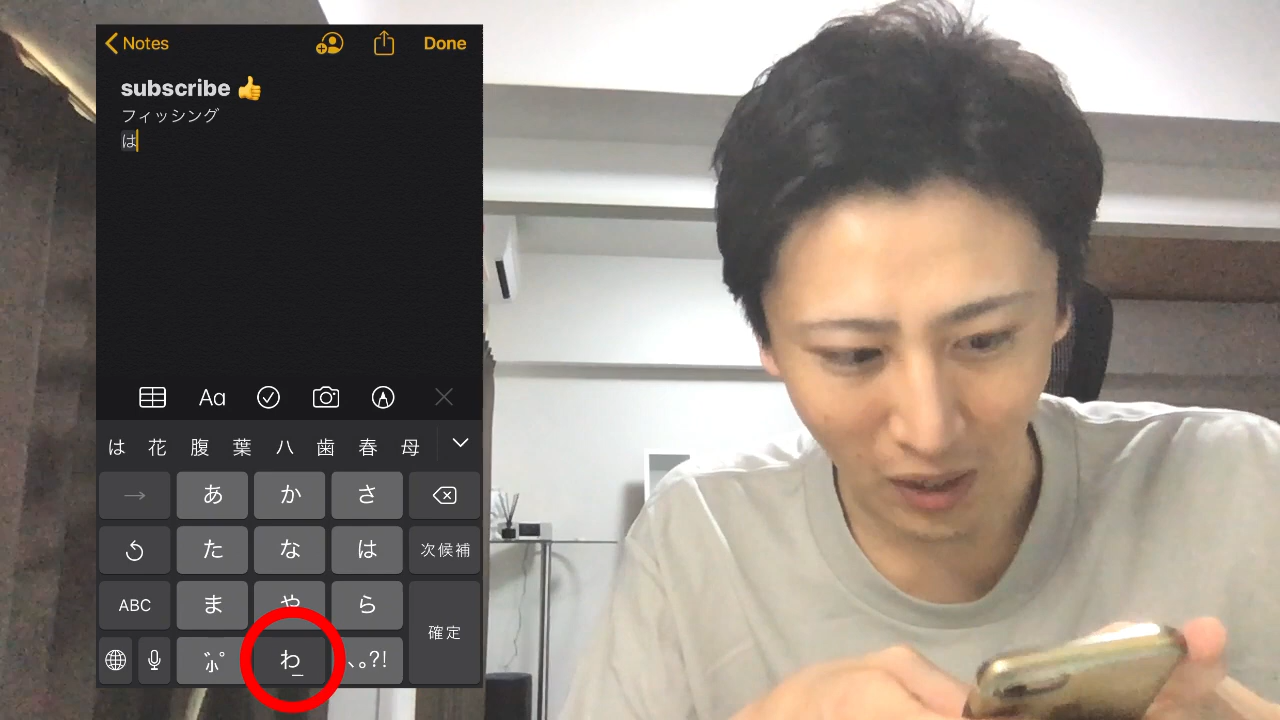 Notes
Done
subscribe 👍
フィッシング
は
Aa
は 花 腹 葉 ハ 歯 春 母
→ あ か さ
た な は 次候補
ABC ま や ら
確定
゛小゜ わ_ 、。?!